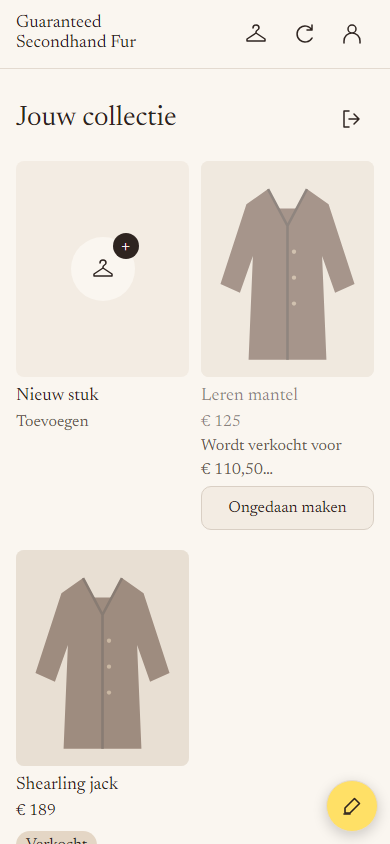 Guaranteed
Secondhand Fur
Jouw collectie
+
Nieuw stuk
Toevoegen
Leren mantel
€ 125
Wordt verkocht voor
€ 110,50...
Ongedaan maken
Shearling jack
€ 189
Verkocht